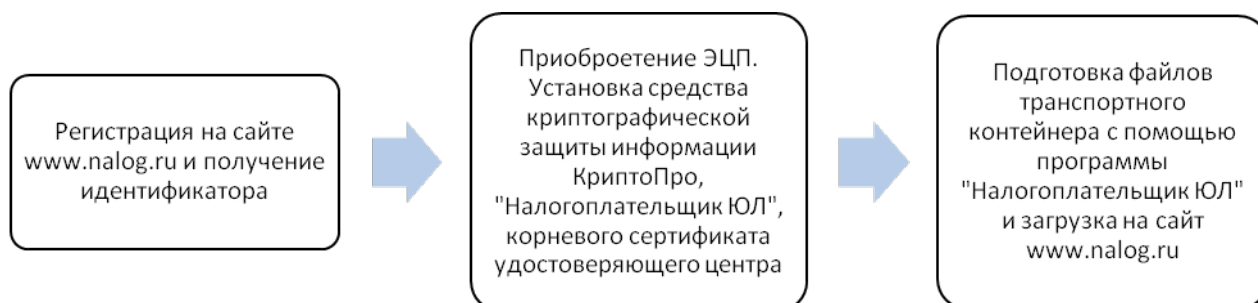 Регистрация на сайте
www.nalog.ru и получение
идентификатора
Приоброетение ЭЦП.
Установка средства
криптографической
защиты информации
КриптоПро,
"Налогоплательщик ЮЛ",
корневого сертификата
удостоверяющего центра
Подготовка файлов
транспортного
контейнера с помощью
программы
"Налогоплательщик ЮЛ"
и загрузка на сайт
www.nalog.ru